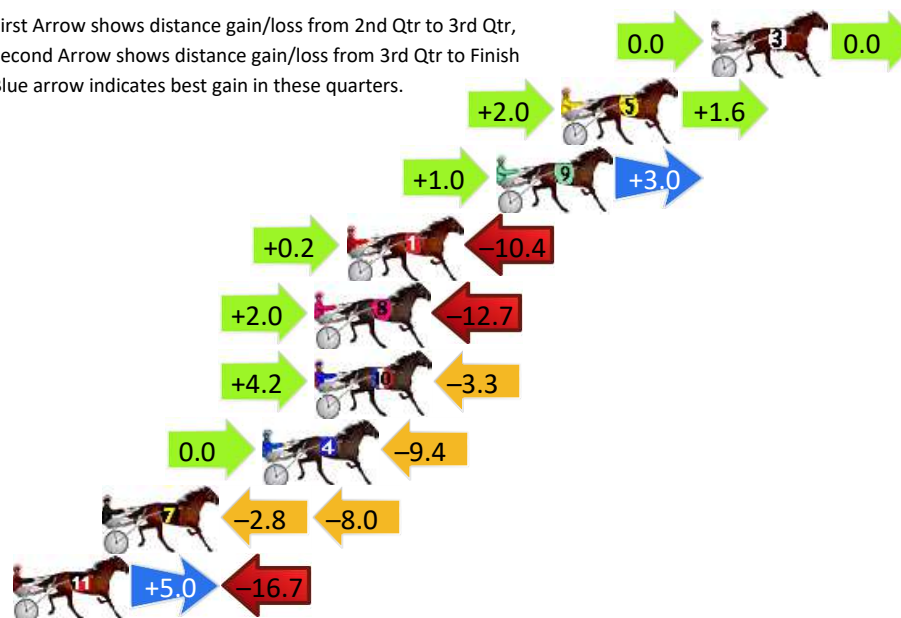 irst Arrow shows distance gain/loss from 2nd Qtr to 3rd Qtr,
econd Arrow shows distance gain/loss from 3rd Qtr to Finish
lue arrow indicates best gain in these quarters.
0.0 3 0.0
+2.0 5 +1.6
+1.0 9 +3.0
+0.2 1 –10.4
+2.0 8 –12.7
+4.2 10 –3.3
0.0 4 –9.4
7 –2.8 –8.0
11 +5.0 –16.7